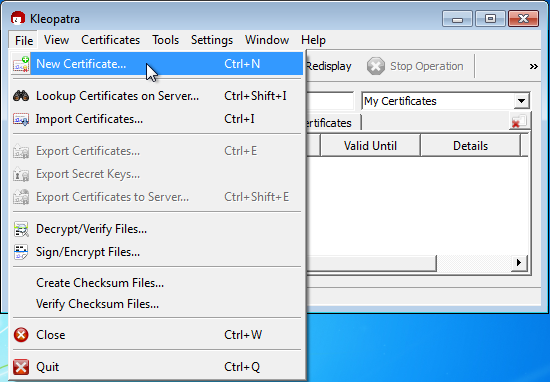 Kleopatra
File View Certificates Tools Settings Window Help
New Certificate... Ctrl+N
Redisplay Stop Operation »
Lookup Certificates on Server... Ctrl+Shift+I
My Certificates
Import Certificates... Ctrl+I
ertificates
Valid Until Details
Export Certificates... Ctrl+E
Export Secret Keys...
Export Certificates to Server... Ctrl+Shift+E
Decrypt/Verify Files...
Sign/Encrypt Files...
Create Checksum Files...
Verify Checksum Files...
Close Ctrl+W
Quit Ctrl+Q